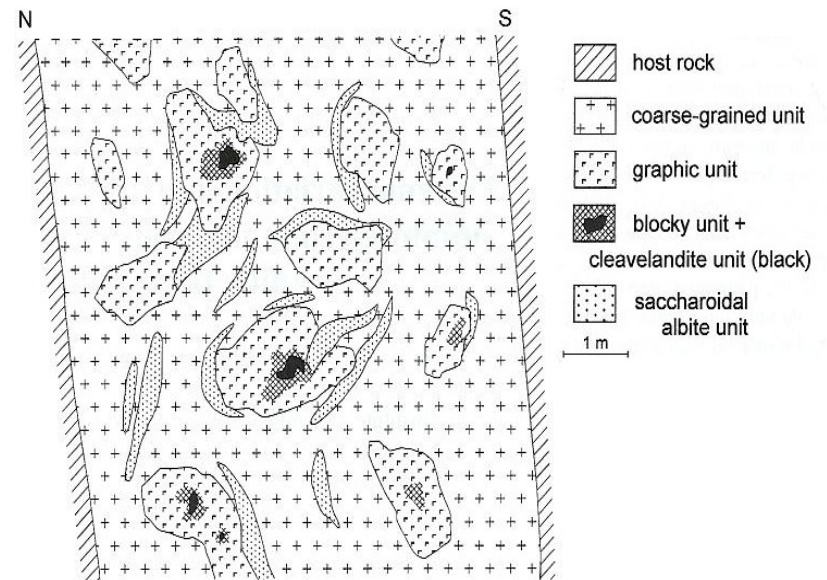 N
S
host rock
coarse-grained unit
graphic unit
blocky unit +
cleavelandite unit (black)
saccharoidal
albite unit
1 m